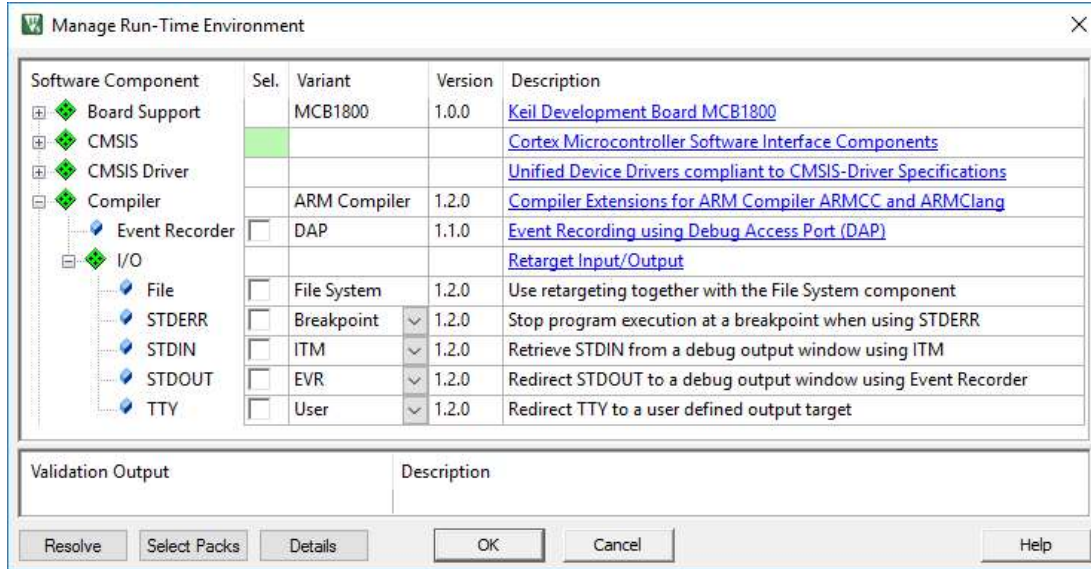 Manage Run-Time Environment
Software Component Sel. Variant Version Description
Board Support MCB1800 1.0.0 Keil Development Board MCB1800
CMSIS Cortex Microcontroller Software Interface Components
CMSIS Driver Unified Device Drivers compliant to CMSIS-Driver Specifications
Compiler ARM Compiler 1.2.0 Compiler Extensions for ARM Compiler ARMCC and ARMClang
Event Recorder DAP 1.1.0 Event Recording using Debug Access Port (DAP)
I/O Retarget Input/Output
File File System 1.2.0 Use retargeting together with the File System component
STDERR Breakpoint 1.2.0 Stop program execution at a breakpoint when using STDERR
STDIN ITM 1.2.0 Retrieve STDIN from a debug output window using ITM
STDOUT EVR 1.2.0 Redirect STDOUT to a debug output window using Event Recorder
TTY User 1.2.0 Redirect TTY to a user defined output target
Validation Output Description
Resolve Select Packs Details OK Cancel Help